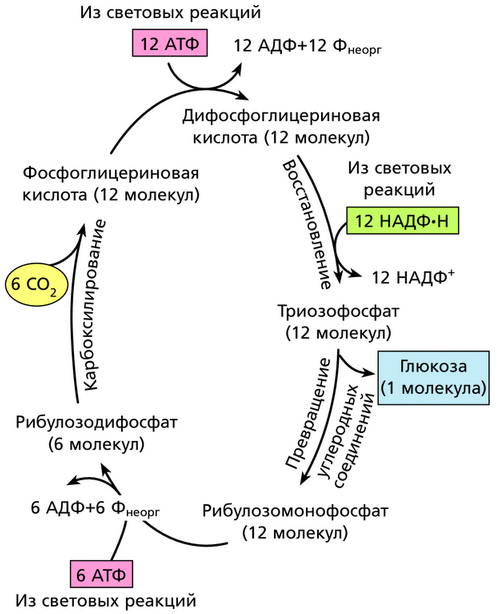 Из световых реакций
12 АТФ
12 АДФ+12 Фнеорг
Дифосфоглицериновая
кислота (12 молекул)
Восстановление
Из световых
реакций
12 НАДФ•Н
12 НАДФ⁺
Триозофосфат
(12 молекул)
Глюкоза
(1 молекула)
Превращение
углеродных
соединений
Рибулозомонофосфат
(12 молекул)
6 АТФ
Из световых реакций
6 АДФ+6 Фнеорг
Рибулозодифосфат
(6 молекул)
Карбоксилирование
6 CO₂
Фосфоглицериновая
кислота (12 молекул)